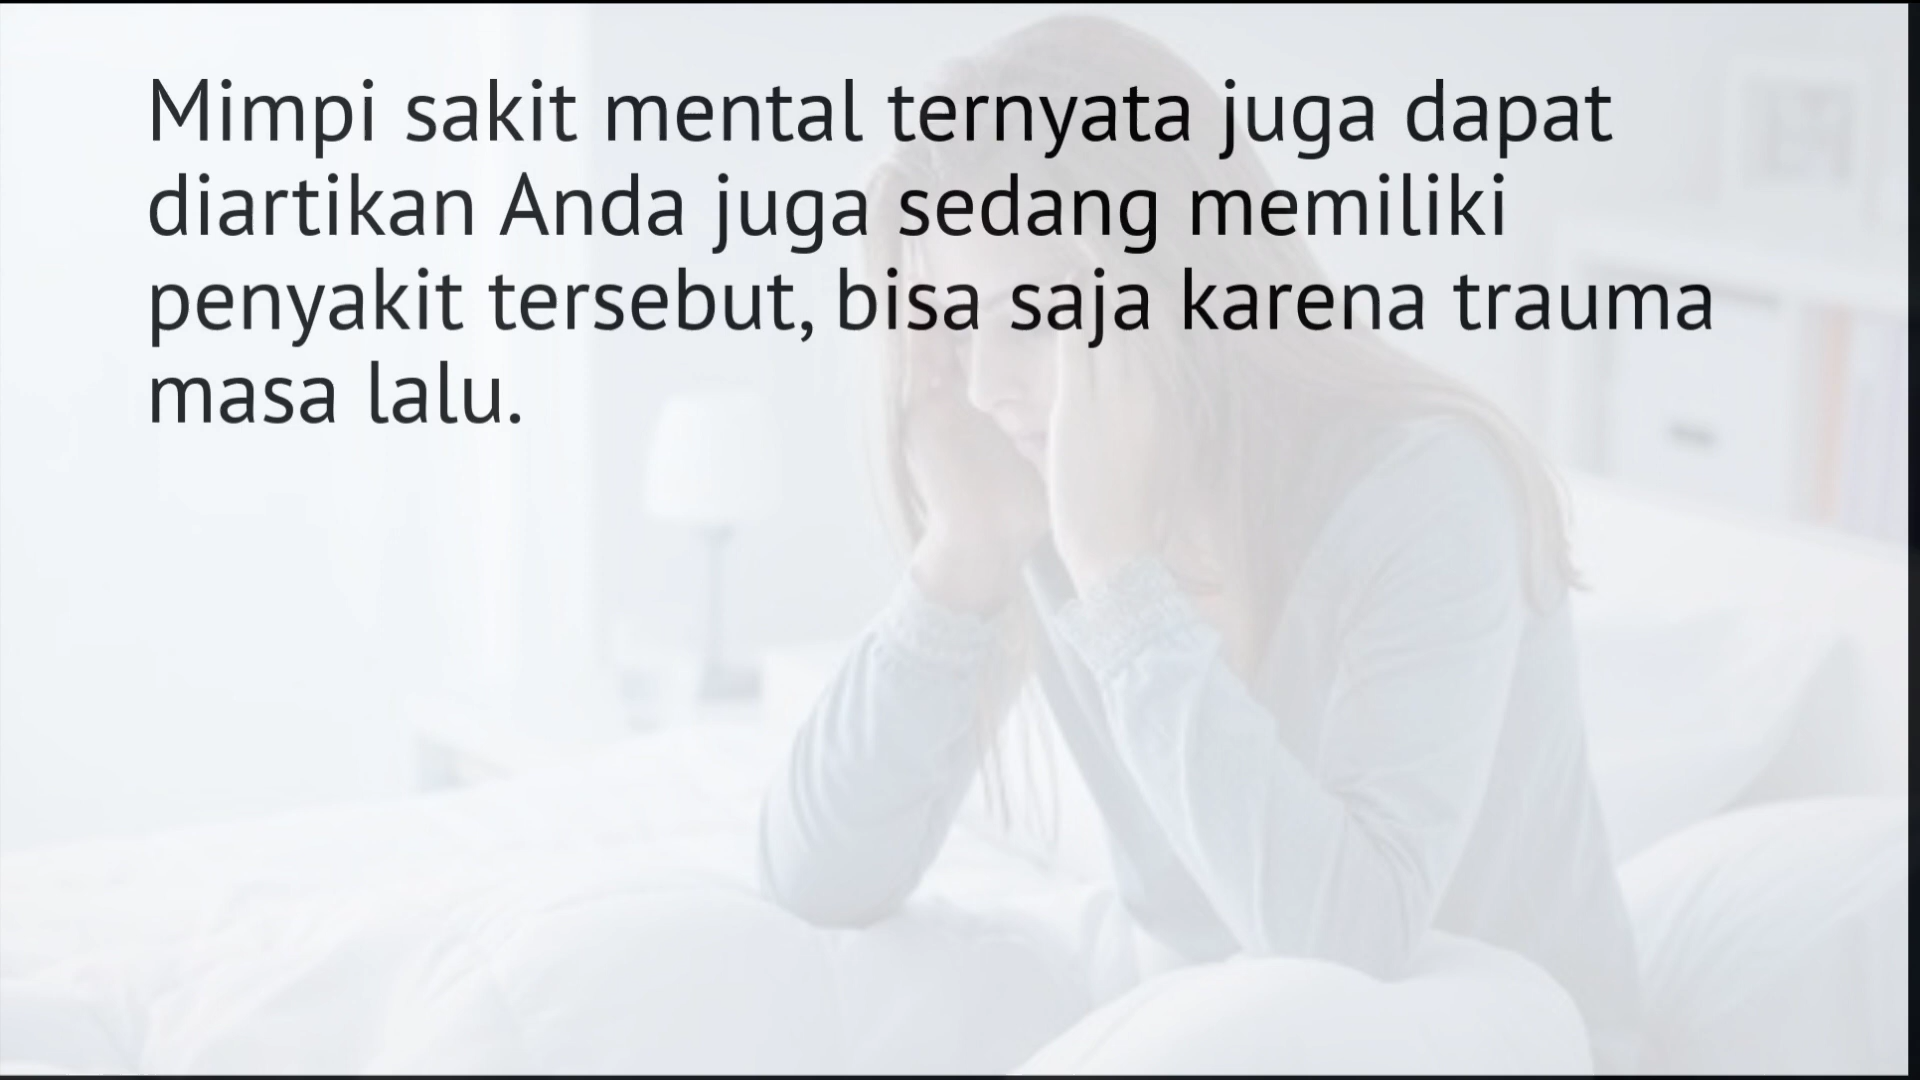 Mimpi sakit mental ternyata juga dapat
diartikan Anda juga sedang memiliki
penyakit tersebut, bisa saja karena trauma
masa lalu.